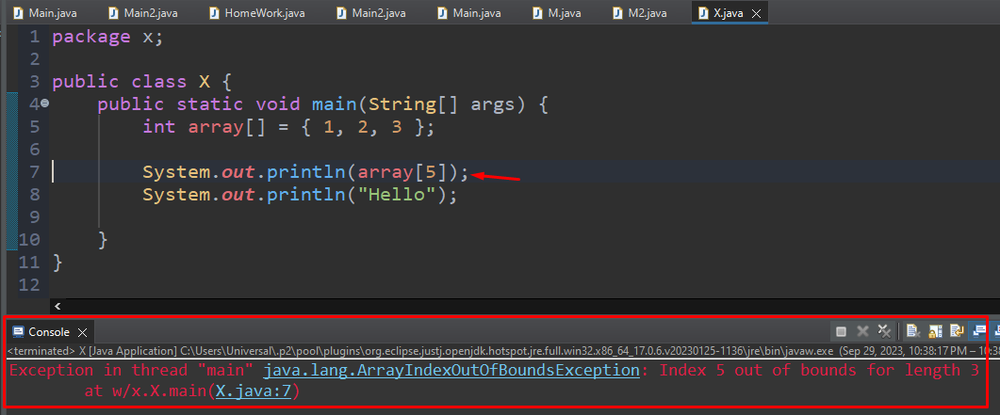 Main.java Main2.java HomeWork.java Main2.java Main.java M.java M2.java X.java
1 package x;
2
3 public class X {
4     public static void main(String[] args) {
5         int array[] = { 1, 2, 3 };
6
7         System.out.println(array[5]);
8         System.out.println("Hello");
9
10     }
11 }
12
Console
<terminated> X [Java Application] C:\Users\Universal\.p2\pool\plugins\org.eclipse.justj.openjdk.hotspot.jre.full.win32.x86_64_17.0.6.v20230125-1136\jre\bin\javaw.exe (Sep 29, 2023, 10:38:17 PM – 10:38
Exception in thread "main" java.lang.ArrayIndexOutOfBoundsException: Index 5 out of bounds for length 3
at w/x.X.main(X.java:7)